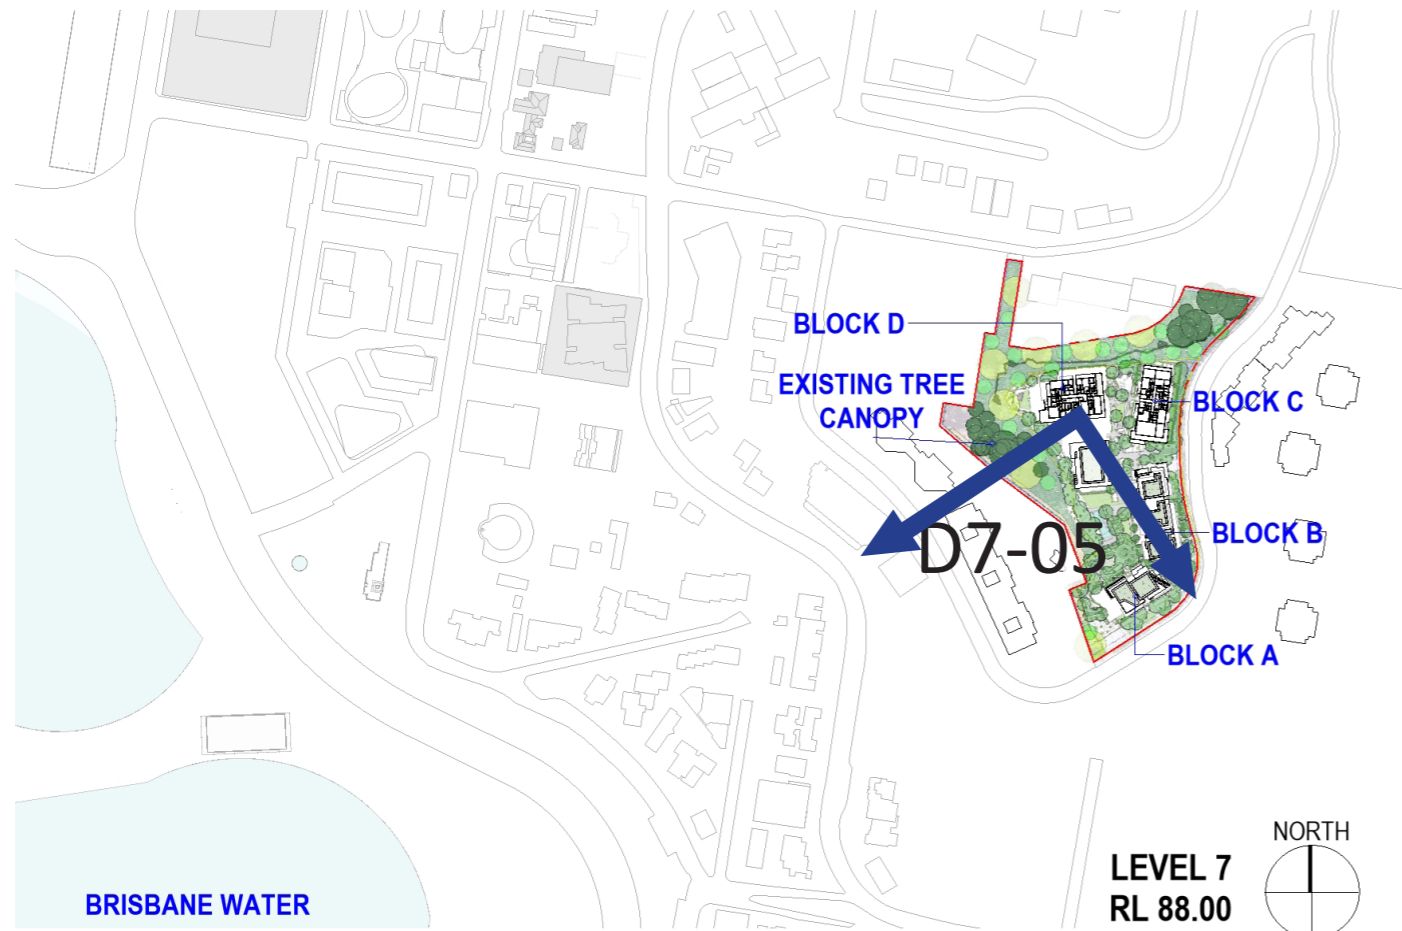 BLOCK D
EXISTING TREE
CANOPY
BLOCK C
D7-05
BLOCK B
BLOCK A
NORTH
LEVEL 7
RL 88.00
BRISBANE WATER